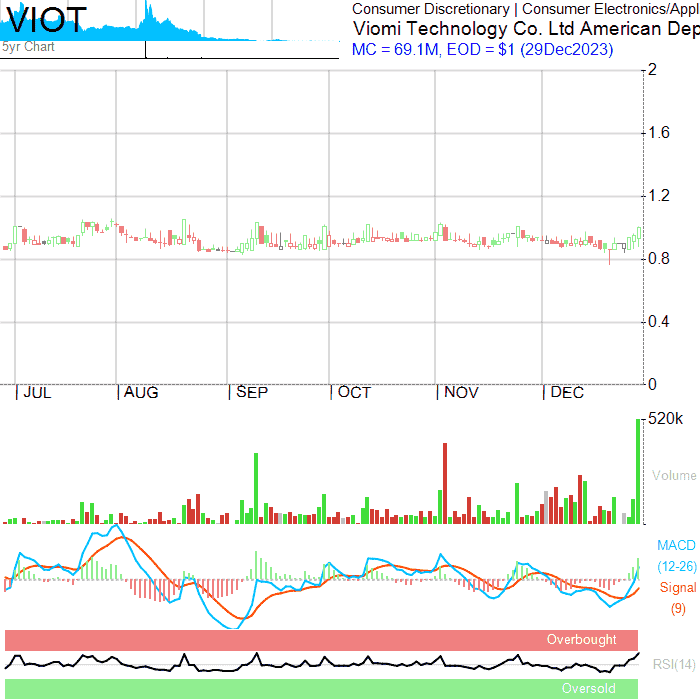 VIOT
5yr Chart
Consumer Discretionary | Consumer Electronics/Appl
Viomi Technology Co. Ltd American Dep
MC = 69.1M, EOD = $1 (29Dec2023)
2
1.6
1.2
0.8
0.4
0
JUL AUG SEP OCT NOV DEC
520k
Volume
MACD
(12-26)
Signal
(9)
Overbought
RSI(14)
Oversold